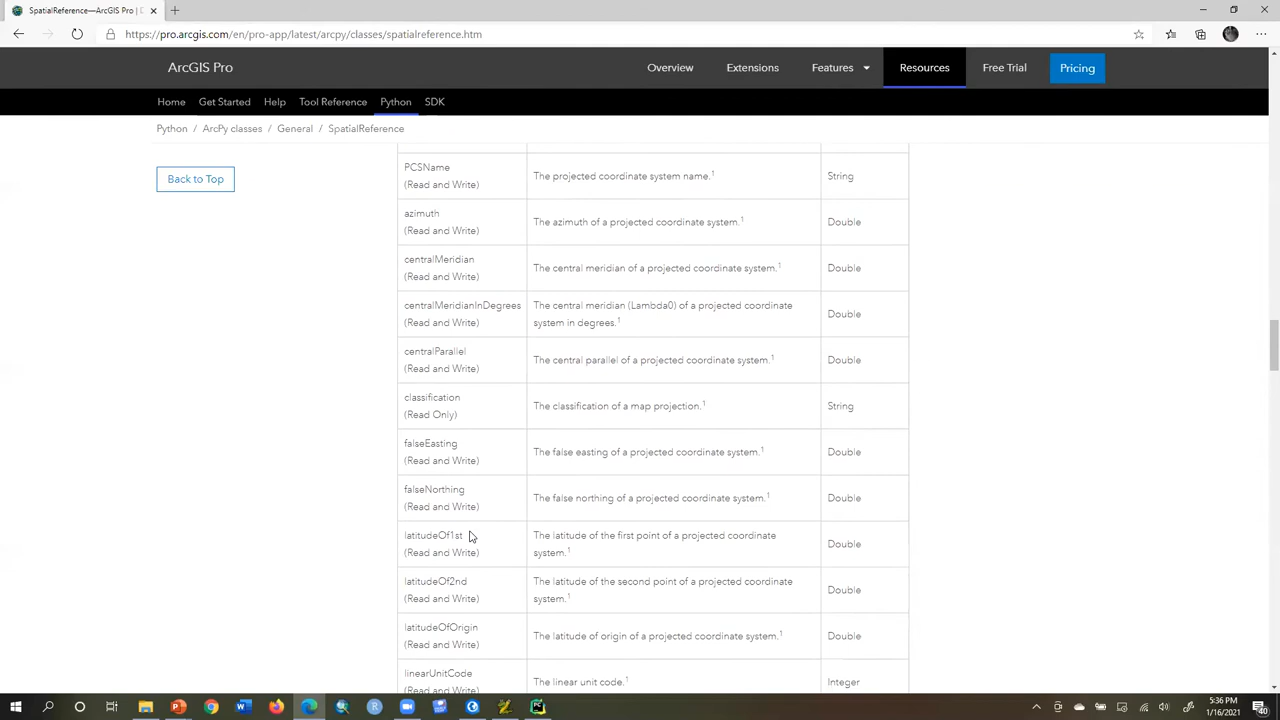 SpatialReference—ArcGIS Pro | D
https://pro.arcgis.com/en/pro-app/latest/arcpy/classes/spatialreference.htm
ArcGIS Pro
Overview
Extensions
Features
Resources
Free Trial
Pricing
Home
Get Started
Help
Tool Reference
Python
SDK
Python / ArcPy classes / General / SpatialReference
Back to Top
PCSName
(Read and Write)
The projected coordinate system name.1
String
azimuth
(Read and Write)
The azimuth of a projected coordinate system.1
Double
centralMeridian
(Read and Write)
The central meridian of a projected coordinate system.1
Double
centralMeridianInDegrees
(Read and Write)
The central meridian (Lambda0) of a projected coordinate
system in degrees.1
Double
centralParallel
(Read and Write)
The central parallel of a projected coordinate system.1
Double
classification
(Read Only)
The classification of a map projection.1
String
falseEasting
(Read and Write)
The false easting of a projected coordinate system.1
Double
falseNorthing
(Read and Write)
The false northing of a projected coordinate system.1
Double
latitudeOf1st
(Read and Write)
The latitude of the first point of a projected coordinate
system.1
Double
latitudeOf2nd
(Read and Write)
The latitude of the second point of a projected coordinate
system.1
Double
latitudeOfOrigin
(Read and Write)
The latitude of origin of a projected coordinate system.1
Double
linearUnitCode
(Read and Write)
The linear unit code.1
Integer
5:36 PM
1/16/2021